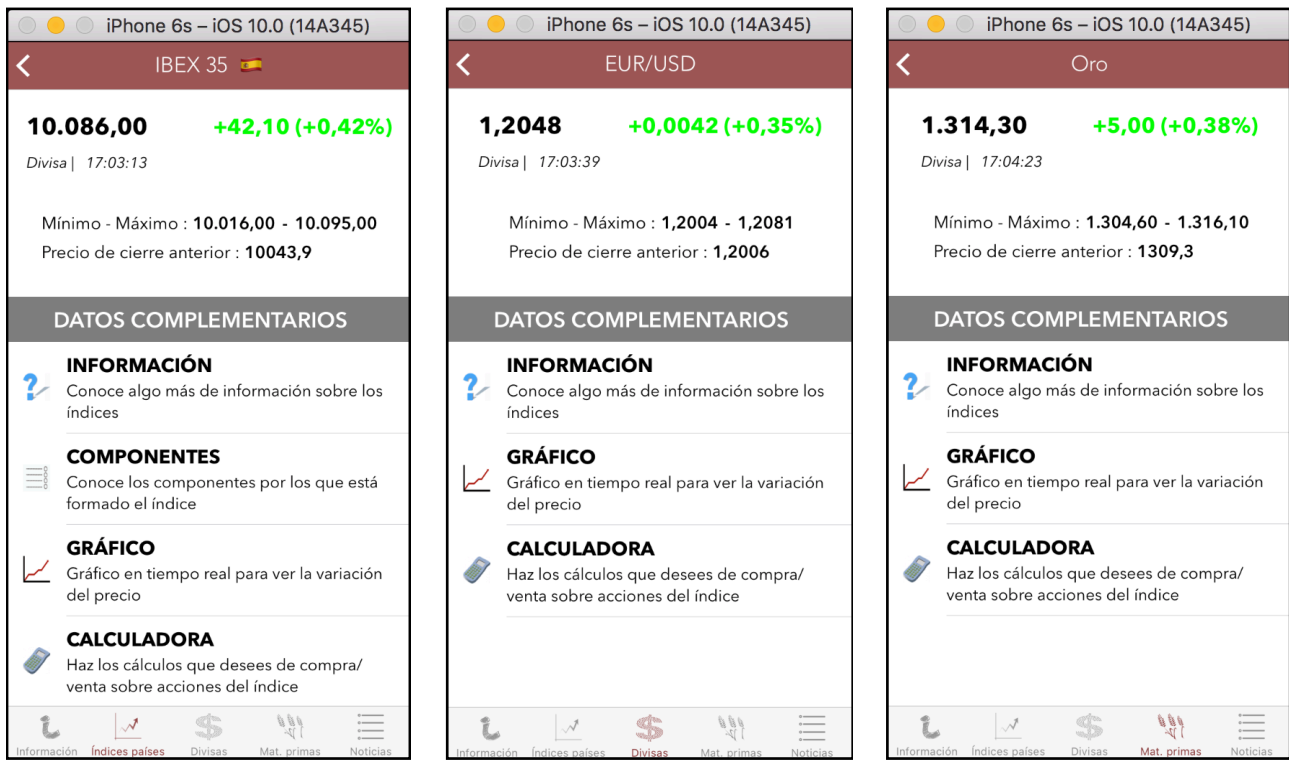 iPhone 6s – iOS 10.0 (14A345)
IBEX 35
10.086,00 +42,10 (+0,42%)
Divisa | 17:03:13
Mínimo - Máximo : 10.016,00 - 10.095,00
Precio de cierre anterior : 10043,9
DATOS COMPLEMENTARIOS
INFORMACIÓN
Conoce algo más de información sobre los
índices
COMPONENTES
Conoce los componentes por los que está
formado el índice
GRÁFICO
Gráfico en tiempo real para ver la variación
del precio
CALCULADORA
Haz los cálculos que desees de compra/
venta sobre acciones del índice
Información Índices países Divisas Mat. primas Noticias
iPhone 6s – iOS 10.0 (14A345)
EUR/USD
1,2048 +0,0042 (+0,35%)
Divisa | 17:03:39
Mínimo - Máximo : 1,2004 - 1,2081
Precio de cierre anterior : 1,2006
DATOS COMPLEMENTARIOS
INFORMACIÓN
Conoce algo más de información sobre los
índices
GRÁFICO
Gráfico en tiempo real para ver la variación
del precio
CALCULADORA
Haz los cálculos que desees de compra/
venta sobre acciones del índice
Información Índices países Divisas Mat. primas Noticias
iPhone 6s – iOS 10.0 (14A345)
Oro
1.314,30 +5,00 (+0,38%)
Divisa | 17:04:23
Mínimo - Máximo : 1.304,60 - 1.316,10
Precio de cierre anterior : 1309,3
DATOS COMPLEMENTARIOS
INFORMACIÓN
Conoce algo más de información sobre los
índices
GRÁFICO
Gráfico en tiempo real para ver la variación
del precio
CALCULADORA
Haz los cálculos que desees de compra/
venta sobre acciones del índice
Información Índices países Divisas Mat. primas Noticias